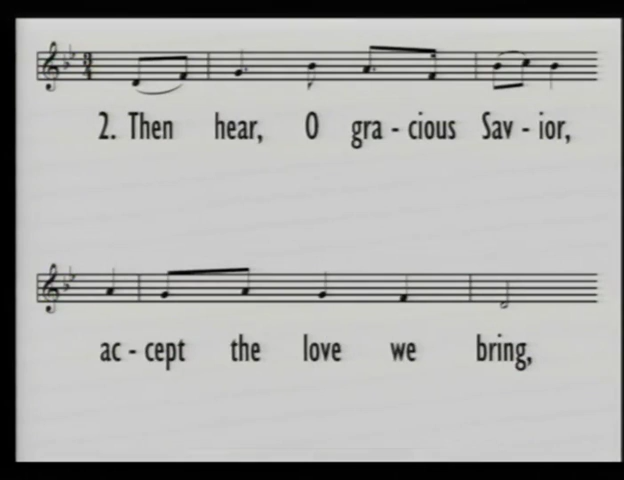 2. Then hear, O gra - cious Sav - ior,
ac - cept the love we bring,